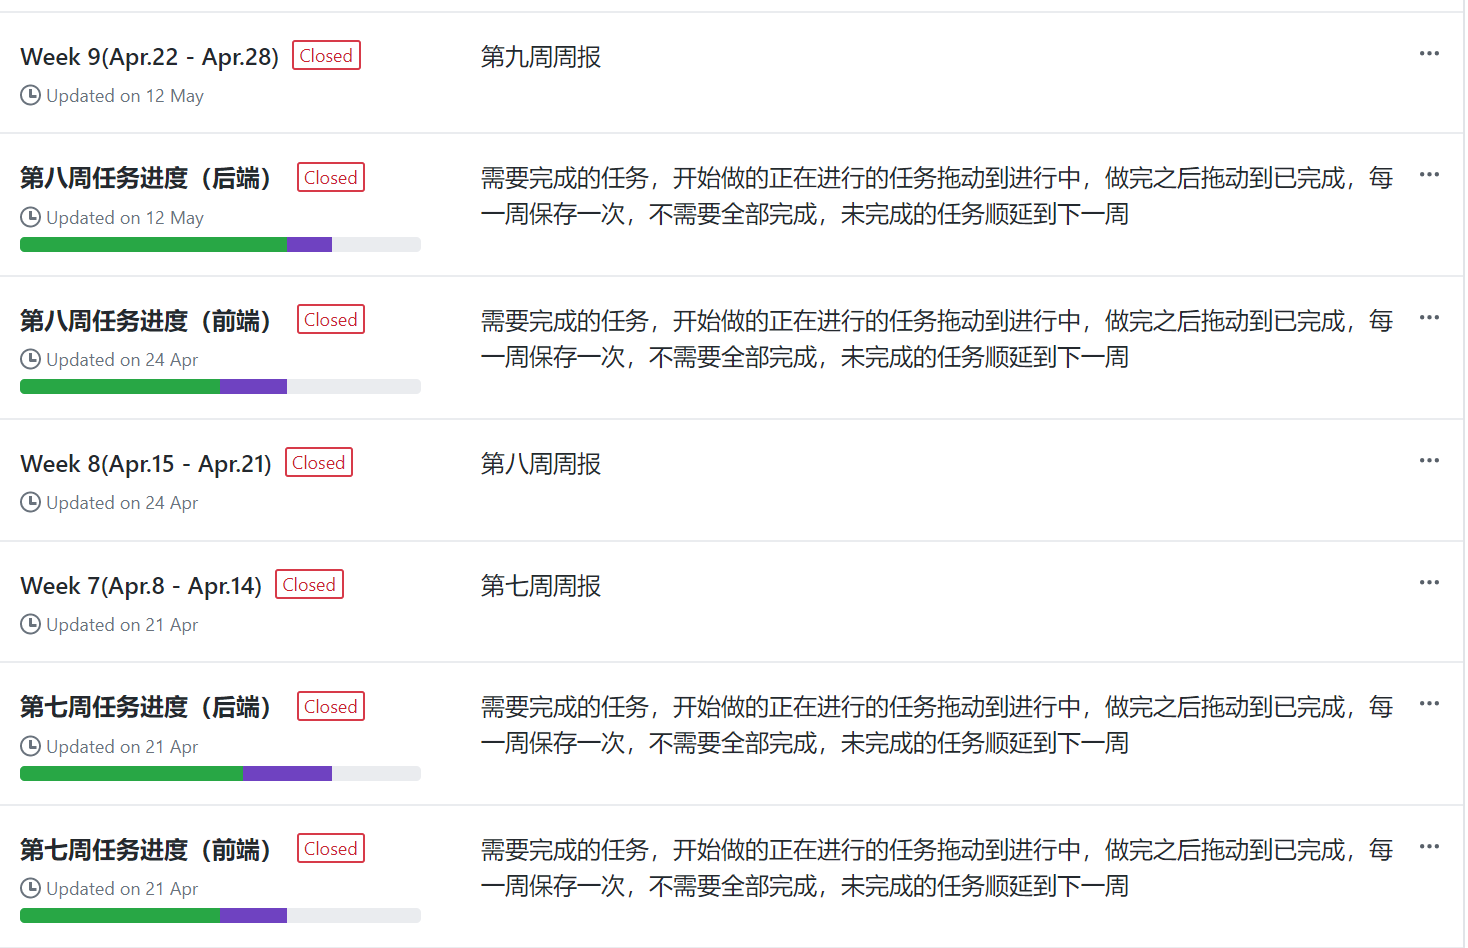 Week 9(Apr.22 - Apr.28) Closed 第九周周报
Updated on 12 May
第八周任务进度（后端） Closed 需要完成的任务，开始做的正在进行的任务拖动到进行中，做完之后拖动到已完成，每
一周保存一次，不需要全部完成，未完成的任务顺延到下一周
Updated on 12 May
第八周任务进度（前端） Closed 需要完成的任务，开始做的正在进行的任务拖动到进行中，做完之后拖动到已完成，每
一周保存一次，不需要全部完成，未完成的任务顺延到下一周
Updated on 24 Apr
Week 8(Apr.15 - Apr.21) Closed 第八周周报
Updated on 24 Apr
Week 7(Apr.8 - Apr.14) Closed 第七周周报
Updated on 21 Apr
第七周任务进度（后端） Closed 需要完成的任务，开始做的正在进行的任务拖动到进行中，做完之后拖动到已完成，每
一周保存一次，不需要全部完成，未完成的任务顺延到下一周
Updated on 21 Apr
第七周任务进度（前端） Closed 需要完成的任务，开始做的正在进行的任务拖动到进行中，做完之后拖动到已完成，每
一周保存一次，不需要全部完成，未完成的任务顺延到下一周
Updated on 21 Apr